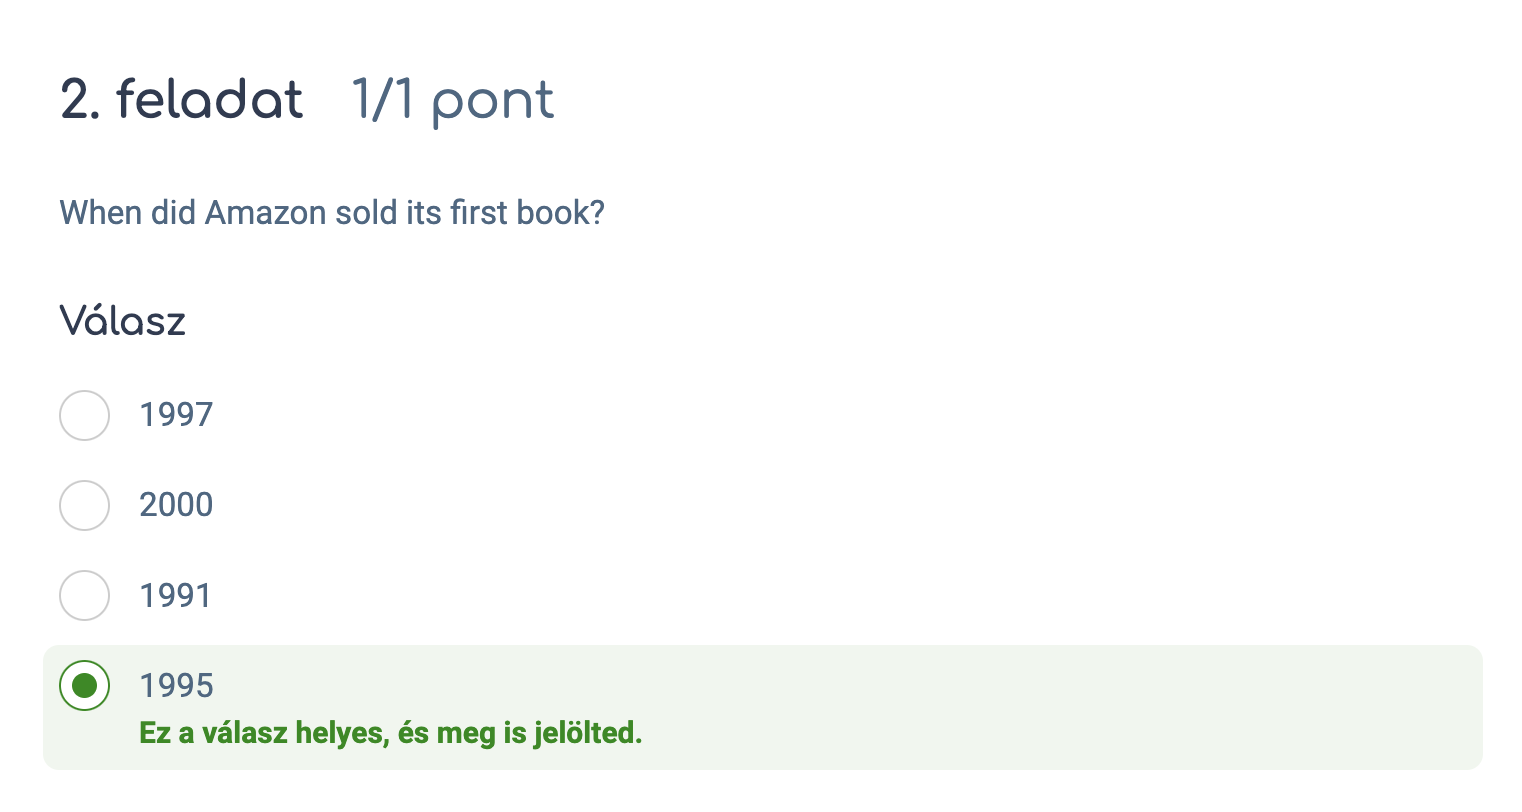 2. feladat 1/1 pont
When did Amazon sold its first book?
Válasz
1997
2000
1991
1995
Ez a válasz helyes, és meg is jelölted.